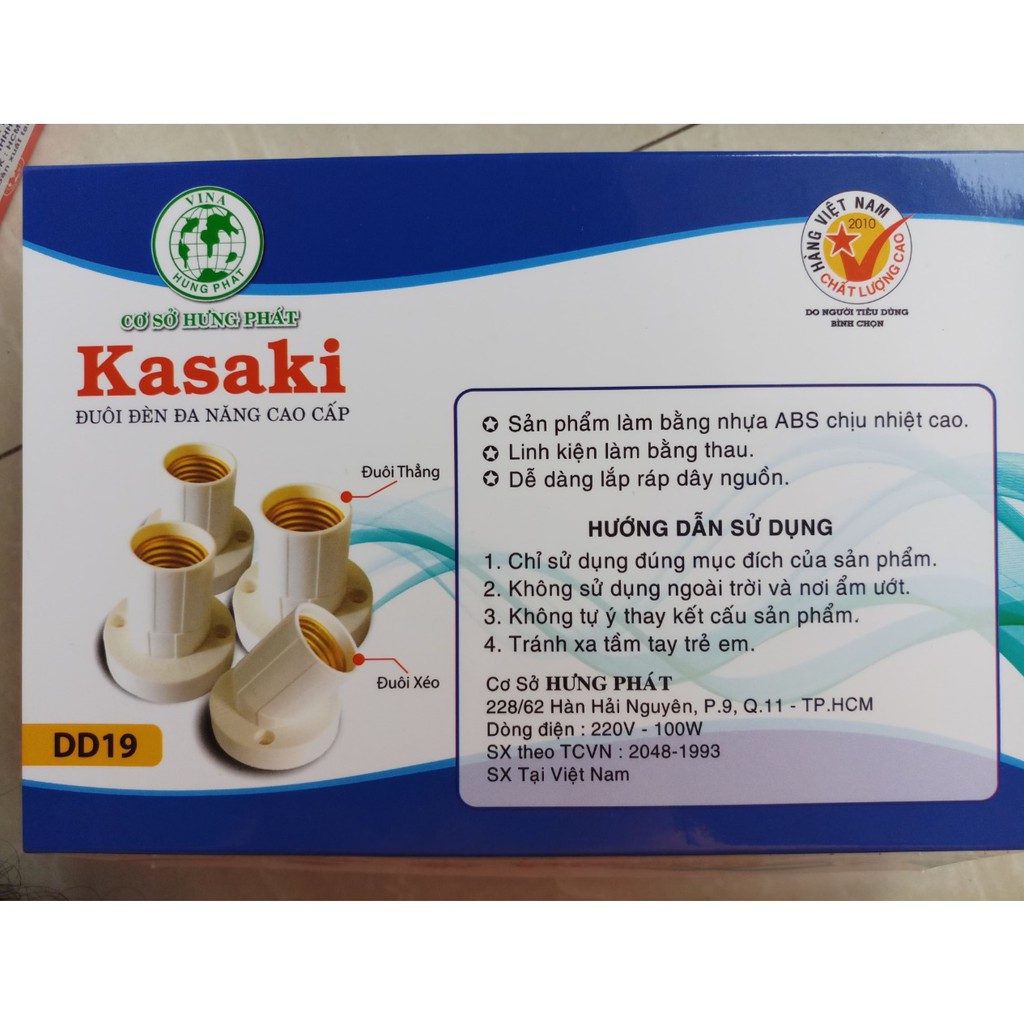 VINA
HƯNG PHÁT
CƠ SỞ HƯNG PHÁT
Kasaki
ĐUÔI ĐÈN ĐA NĂNG CAO CẤP
Đuôi Thẳng
Đuôi Xéo
DD19
HÀNG VIỆT NAM
2010
CHẤT LƯỢNG CAO
DO NGƯỜI TIÊU DÙNG
BÌNH CHỌN
Sản phẩm làm bằng nhựa ABS chịu nhiệt cao.
Linh kiện làm bằng thau.
Dễ dàng lắp ráp dây nguồn.
HƯỚNG DẪN SỬ DỤNG
1. Chỉ sử dụng đúng mục đích của sản phẩm.
2. Không sử dụng ngoài trời và nơi ẩm ướt.
3. Không tự ý thay kết cấu sản phẩm.
4. Tránh xa tầm tay trẻ em.
Cơ Sở HƯNG PHÁT
228/62 Hàn Hải Nguyên, P.9, Q.11 - TP.HCM
Dòng điện : 220V - 100W
SX theo TCVN : 2048-1993
SX Tại Việt Nam